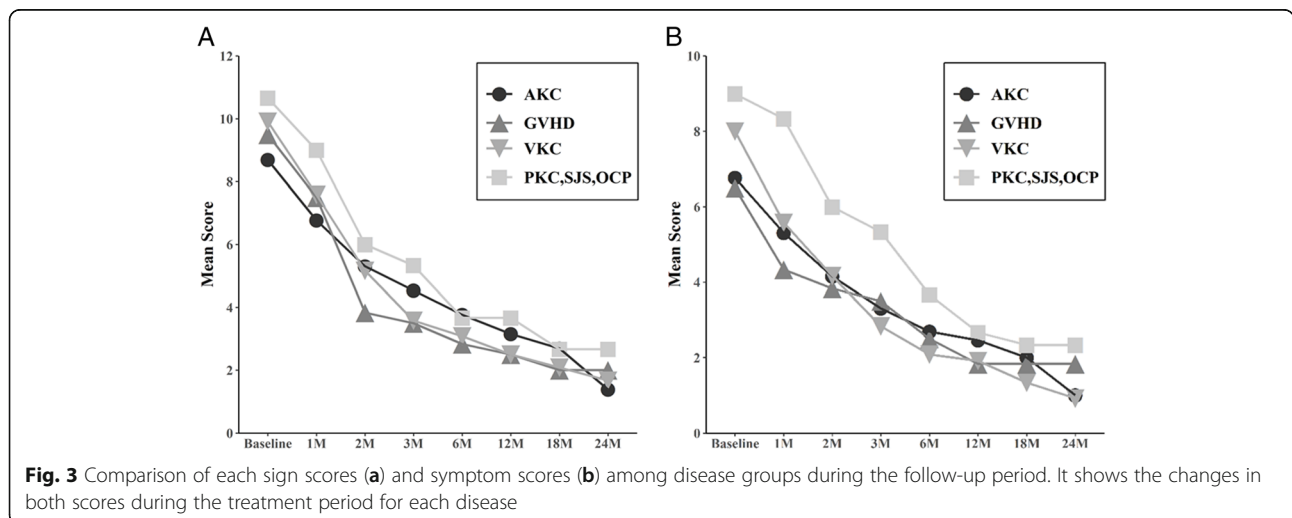 A
12
10
8
6
4
2
0
Mean Score
AKC
GVHD
VKC
PKC,SJS,OCP
Baseline 1M 2M 3M 6M 12M 18M 24M
B
10
8
6
4
2
0
Mean Score
AKC
GVHD
VKC
PKC,SJS,OCP
Baseline 1M 2M 3M 6M 12M 18M 24M
Fig. 3 Comparison of each sign scores (a) and symptom scores (b) among disease groups during the follow-up period. It shows the changes in
both scores during the treatment period for each disease